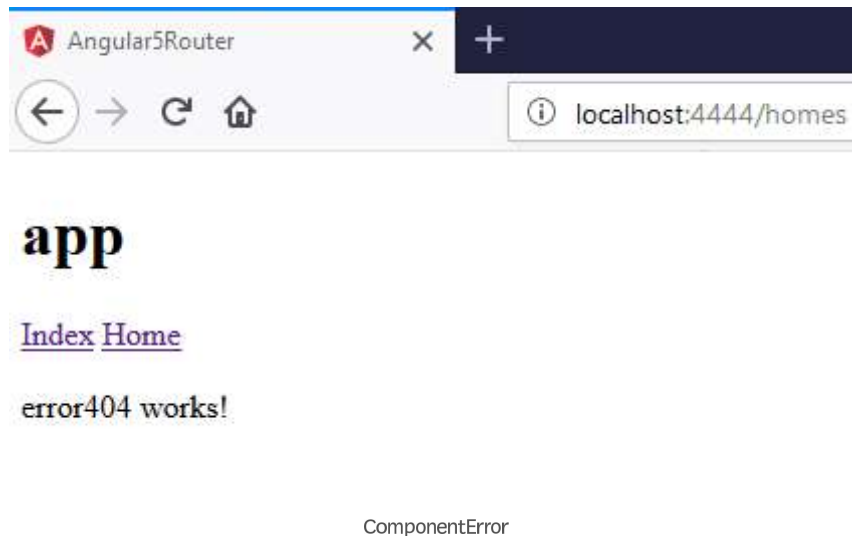 Angular5Router
localhost:4444/homes
app
Index Home
error404 works!
ComponentError